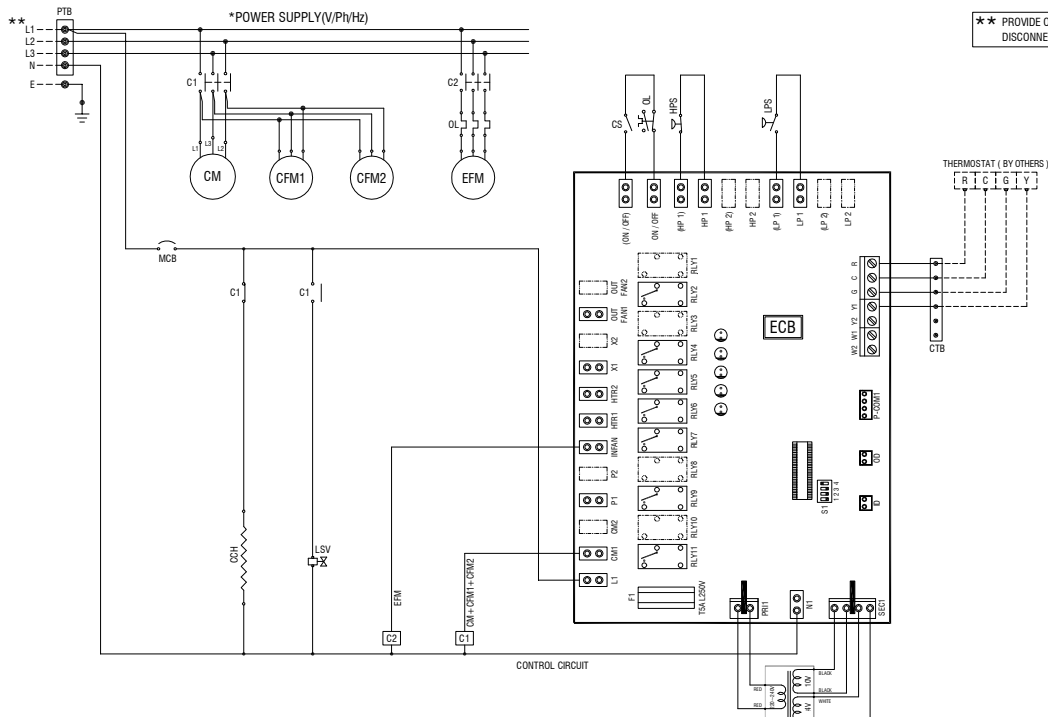 PTB
*POWER SUPPLY(V/Ph/Hz)
** PROVIDE O
DISCONNE
**
L1
L2
L3
N
E
C1
C2
OL
L1 L3 L2
CM
CFM1
CFM2
EFM
CS
OL
HPS
LPS
THERMOSTAT ( BY OTHERS )
R C G Y
(ON / OFF)
ON / OFF
(HP 1)
HP 1
(HP 2)
HP 2
(LP 1)
LP 1
(LP 2)
LP 2
MCB
C1
C1
CCH
LSV
OUT FAN2
OUT FAN1
X2
X1
HTR2
HTR1
INFAN
P2
P1
CM2
CM1
L1
RLY1
RLY2
RLY3
RLY4
RLY5
RLY6
RLY7
RLY8
RLY9
RLY10
RLY11
ECB
R
C
G
Y1
Y2
W1
W2
CTB
P-COM1
OD
ID
S1
1 2 3 4
F1
T5A L250V
PRI1
N1
SEC1
EFM
CM + CFM1 + CFM2
C2
C1
CONTROL CIRCUIT
RED
RED
220~240V
10V
4V
BLACK
BLACK
WHITE